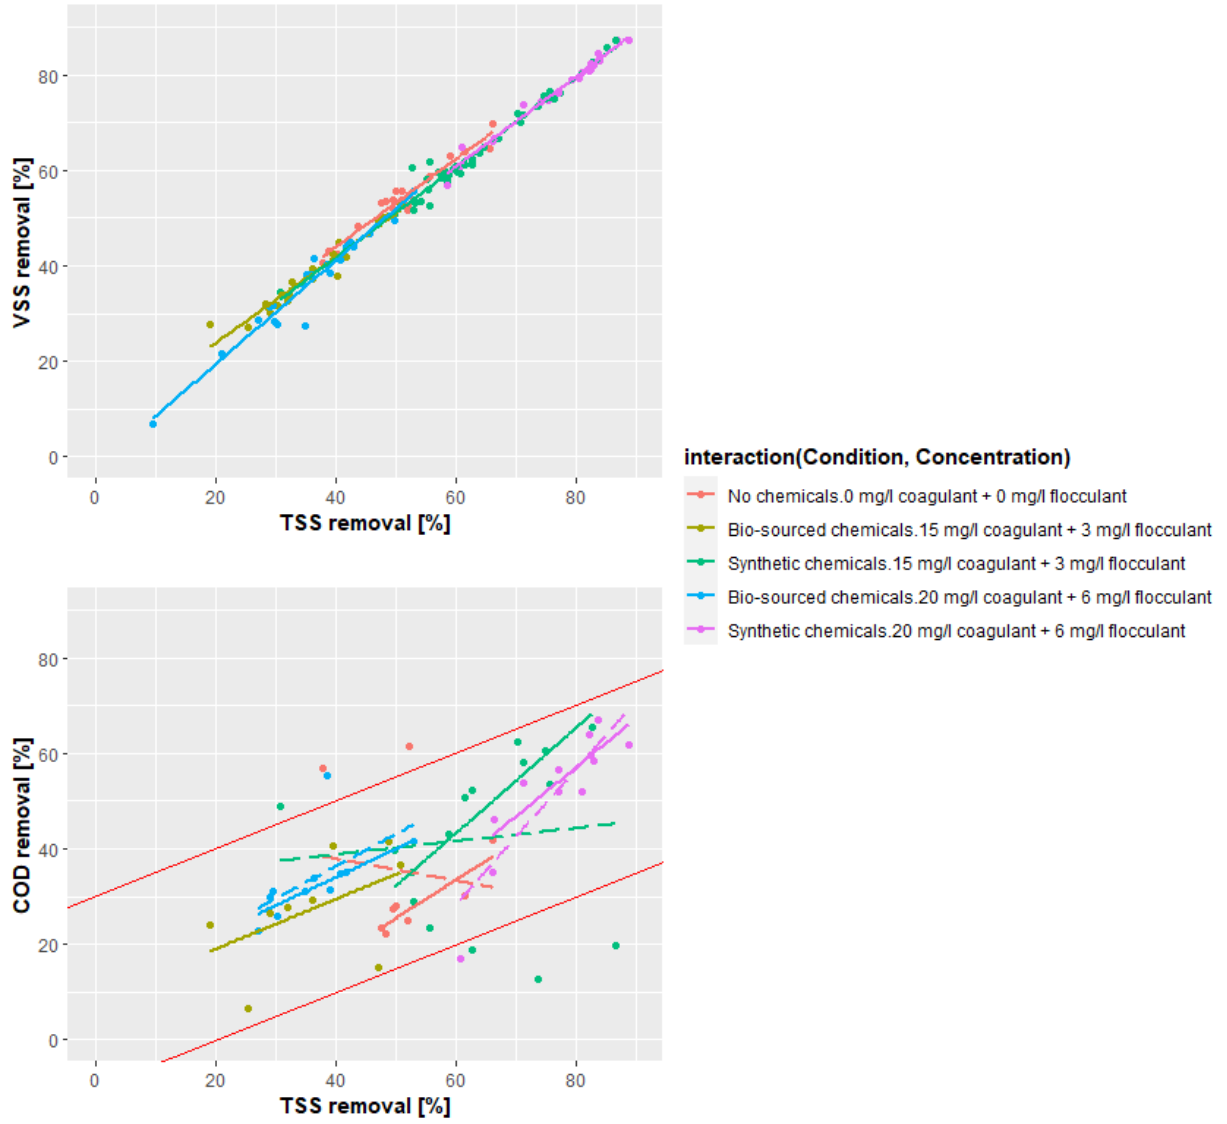 VSS removal [%]
80
60
40
20
0
0 20 40 60 80
TSS removal [%]
interaction(Condition, Concentration)
No chemicals.0 mg/l coagulant + 0 mg/l flocculant
Bio-sourced chemicals.15 mg/l coagulant + 3 mg/l flocculant
Synthetic chemicals.15 mg/l coagulant + 3 mg/l flocculant
Bio-sourced chemicals.20 mg/l coagulant + 6 mg/l flocculant
Synthetic chemicals.20 mg/l coagulant + 6 mg/l flocculant
COD removal [%]
80
60
40
20
0
0 20 40 60 80
TSS removal [%]